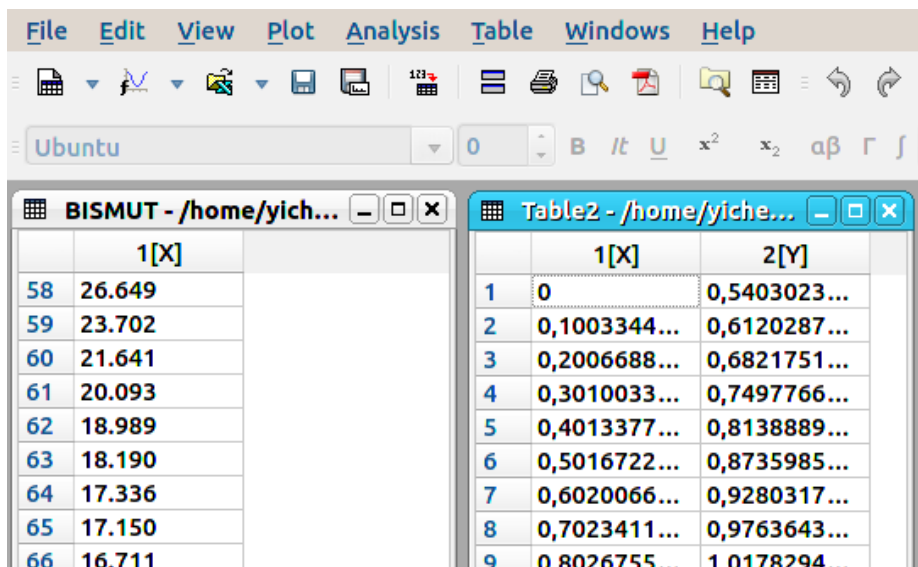 File Edit View Plot Analysis Table Windows Help
123
Ubuntu 0 B It U x² x₂ αβ Γ ∫
BISMUT - /home/yich...
1[X]
58 26.649
59 23.702
60 21.641
61 20.093
62 18.989
63 18.190
64 17.336
65 17.150
66 16.711
Table2 - /home/yiche...
1[X] 2[Y]
1 0 0,5403023...
2 0,1003344... 0,6120287...
3 0,2006688... 0,6821751...
4 0,3010033... 0,7497766...
5 0,4013377... 0,8138889...
6 0,5016722... 0,8735985...
7 0,6020066... 0,9280317...
8 0,7023411... 0,9763643...
9 0,8026755... 1,0178294...